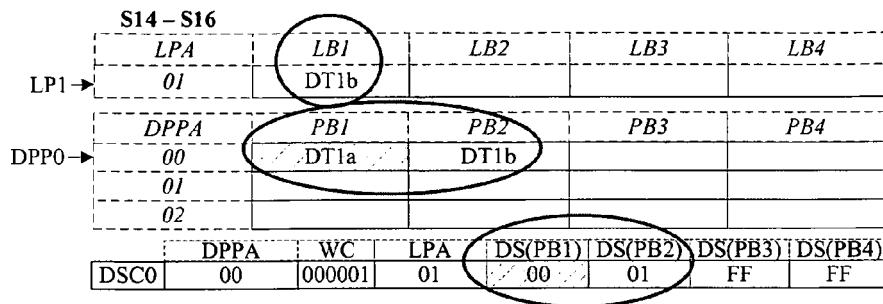 S14 – S16
LPA LB1 LB2 LB3 LB4
LP1 01 DT1b
DPPA PB1 PB2 PB3 PB4
DPP0 00 DT1a DT1b
01
02
DPPA WC LPA DS(PB1) DS(PB2) DS(PB3) DS(PB4)
DSC0 00 000001 01 00 01 FF FF